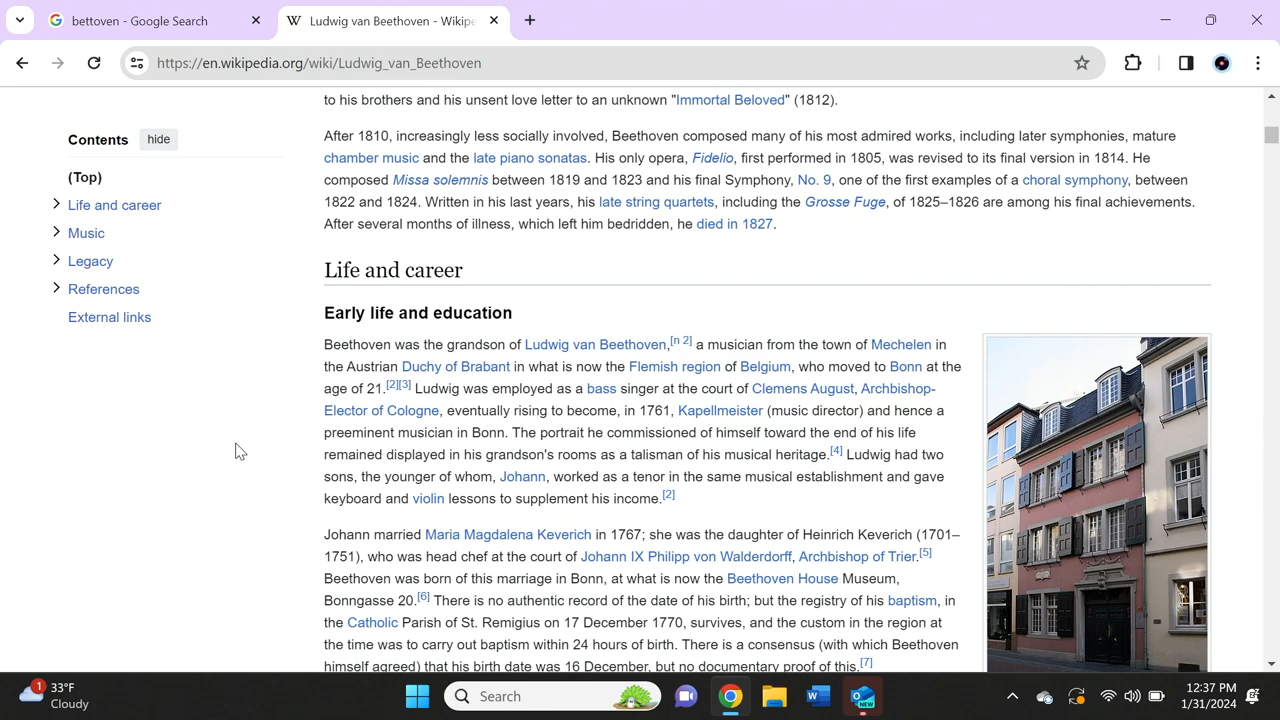 bettoven - Google Search
Ludwig van Beethoven - Wikipe
https://en.wikipedia.org/wiki/Ludwig_van_Beethoven
Contents hide
(Top)
Life and career
Music
Legacy
References
External links
to his brothers and his unsent love letter to an unknown "Immortal Beloved" (1812).
After 1810, increasingly less socially involved, Beethoven composed many of his most admired works, including later symphonies, mature
chamber music and the late piano sonatas. His only opera, Fidelio, first performed in 1805, was revised to its final version in 1814. He
composed Missa solemnis between 1819 and 1823 and his final Symphony, No. 9, one of the first examples of a choral symphony, between
1822 and 1824. Written in his last years, his late string quartets, including the Grosse Fuge, of 1825–1826 are among his final achievements.
After several months of illness, which left him bedridden, he died in 1827.
Life and career
Early life and education
Beethoven was the grandson of Ludwig van Beethoven,[n 2] a musician from the town of Mechelen in
the Austrian Duchy of Brabant in what is now the Flemish region of Belgium, who moved to Bonn at the
age of 21.[2][3] Ludwig was employed as a bass singer at the court of Clemens August, Archbishop-
Elector of Cologne, eventually rising to become, in 1761, Kapellmeister (music director) and hence a
preeminent musician in Bonn. The portrait he commissioned of himself toward the end of his life
remained displayed in his grandson's rooms as a talisman of his musical heritage.[4] Ludwig had two
sons, the younger of whom, Johann, worked as a tenor in the same musical establishment and gave
keyboard and violin lessons to supplement his income.[2]
Johann married Maria Magdalena Keverich in 1767; she was the daughter of Heinrich Keverich (1701–
1751), who was head chef at the court of Johann IX Philipp von Walderdorff, Archbishop of Trier.[5]
Beethoven was born of this marriage in Bonn, at what is now the Beethoven House Museum,
Bonngasse 20.[6] There is no authentic record of the date of his birth; but the registry of his baptism, in
the Catholic Parish of St. Remigius on 17 December 1770, survives, and the custom in the region at
the time was to carry out baptism within 24 hours of birth. There is a consensus (with which Beethoven
himself agreed) that his birth date was 16 December, but no documentary proof of this.[7]
1
33°F
Cloudy
Search
NEW
12:37 PM
1/31/2024